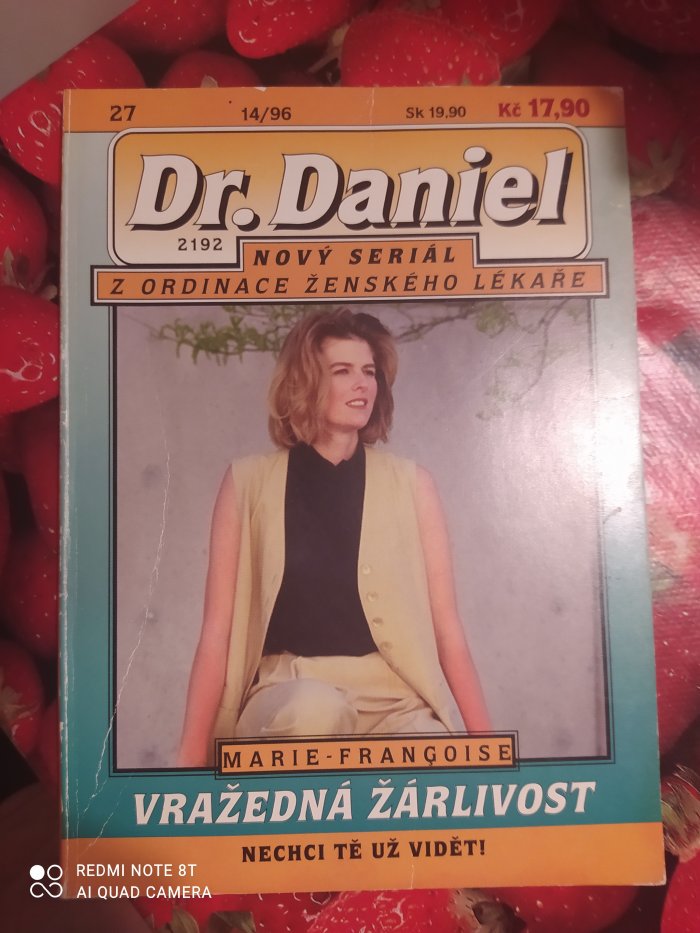 27 14/96 Sk 19,90 Kč 17,90
Dr. Daniel
2192
NOVÝ SERIÁL
Z ORDINACE ŽENSKÉHO LÉKAŘE
MARIE-FRANÇOISE
VRAŽEDNÁ ŽÁRLIVOST
NECHCI TĚ UŽ VIDĚT!
REDMI NOTE 8T
AI QUAD CAMERA